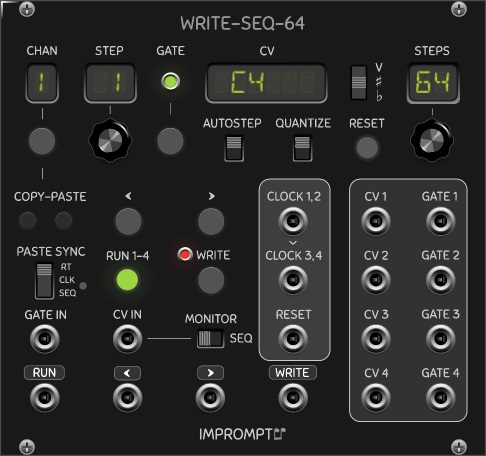 WRITE-SEQ-64
CHAN STEP GATE CV STEPS
1 1 C4 V ♯ ♭ 64
AUTOSTEP QUANTIZE RESET
COPY-PASTE < > CLOCK 1,2 CV 1 GATE 1
PASTE SYNC RUN 1-4 WRITE CLOCK 3,4 CV 2 GATE 2
RT
CLK
SEQ
GATE IN CV IN MONITOR RESET CV 3 GATE 3
SEQ
RUN < > WRITE CV 4 GATE 4
IMPROMPTU